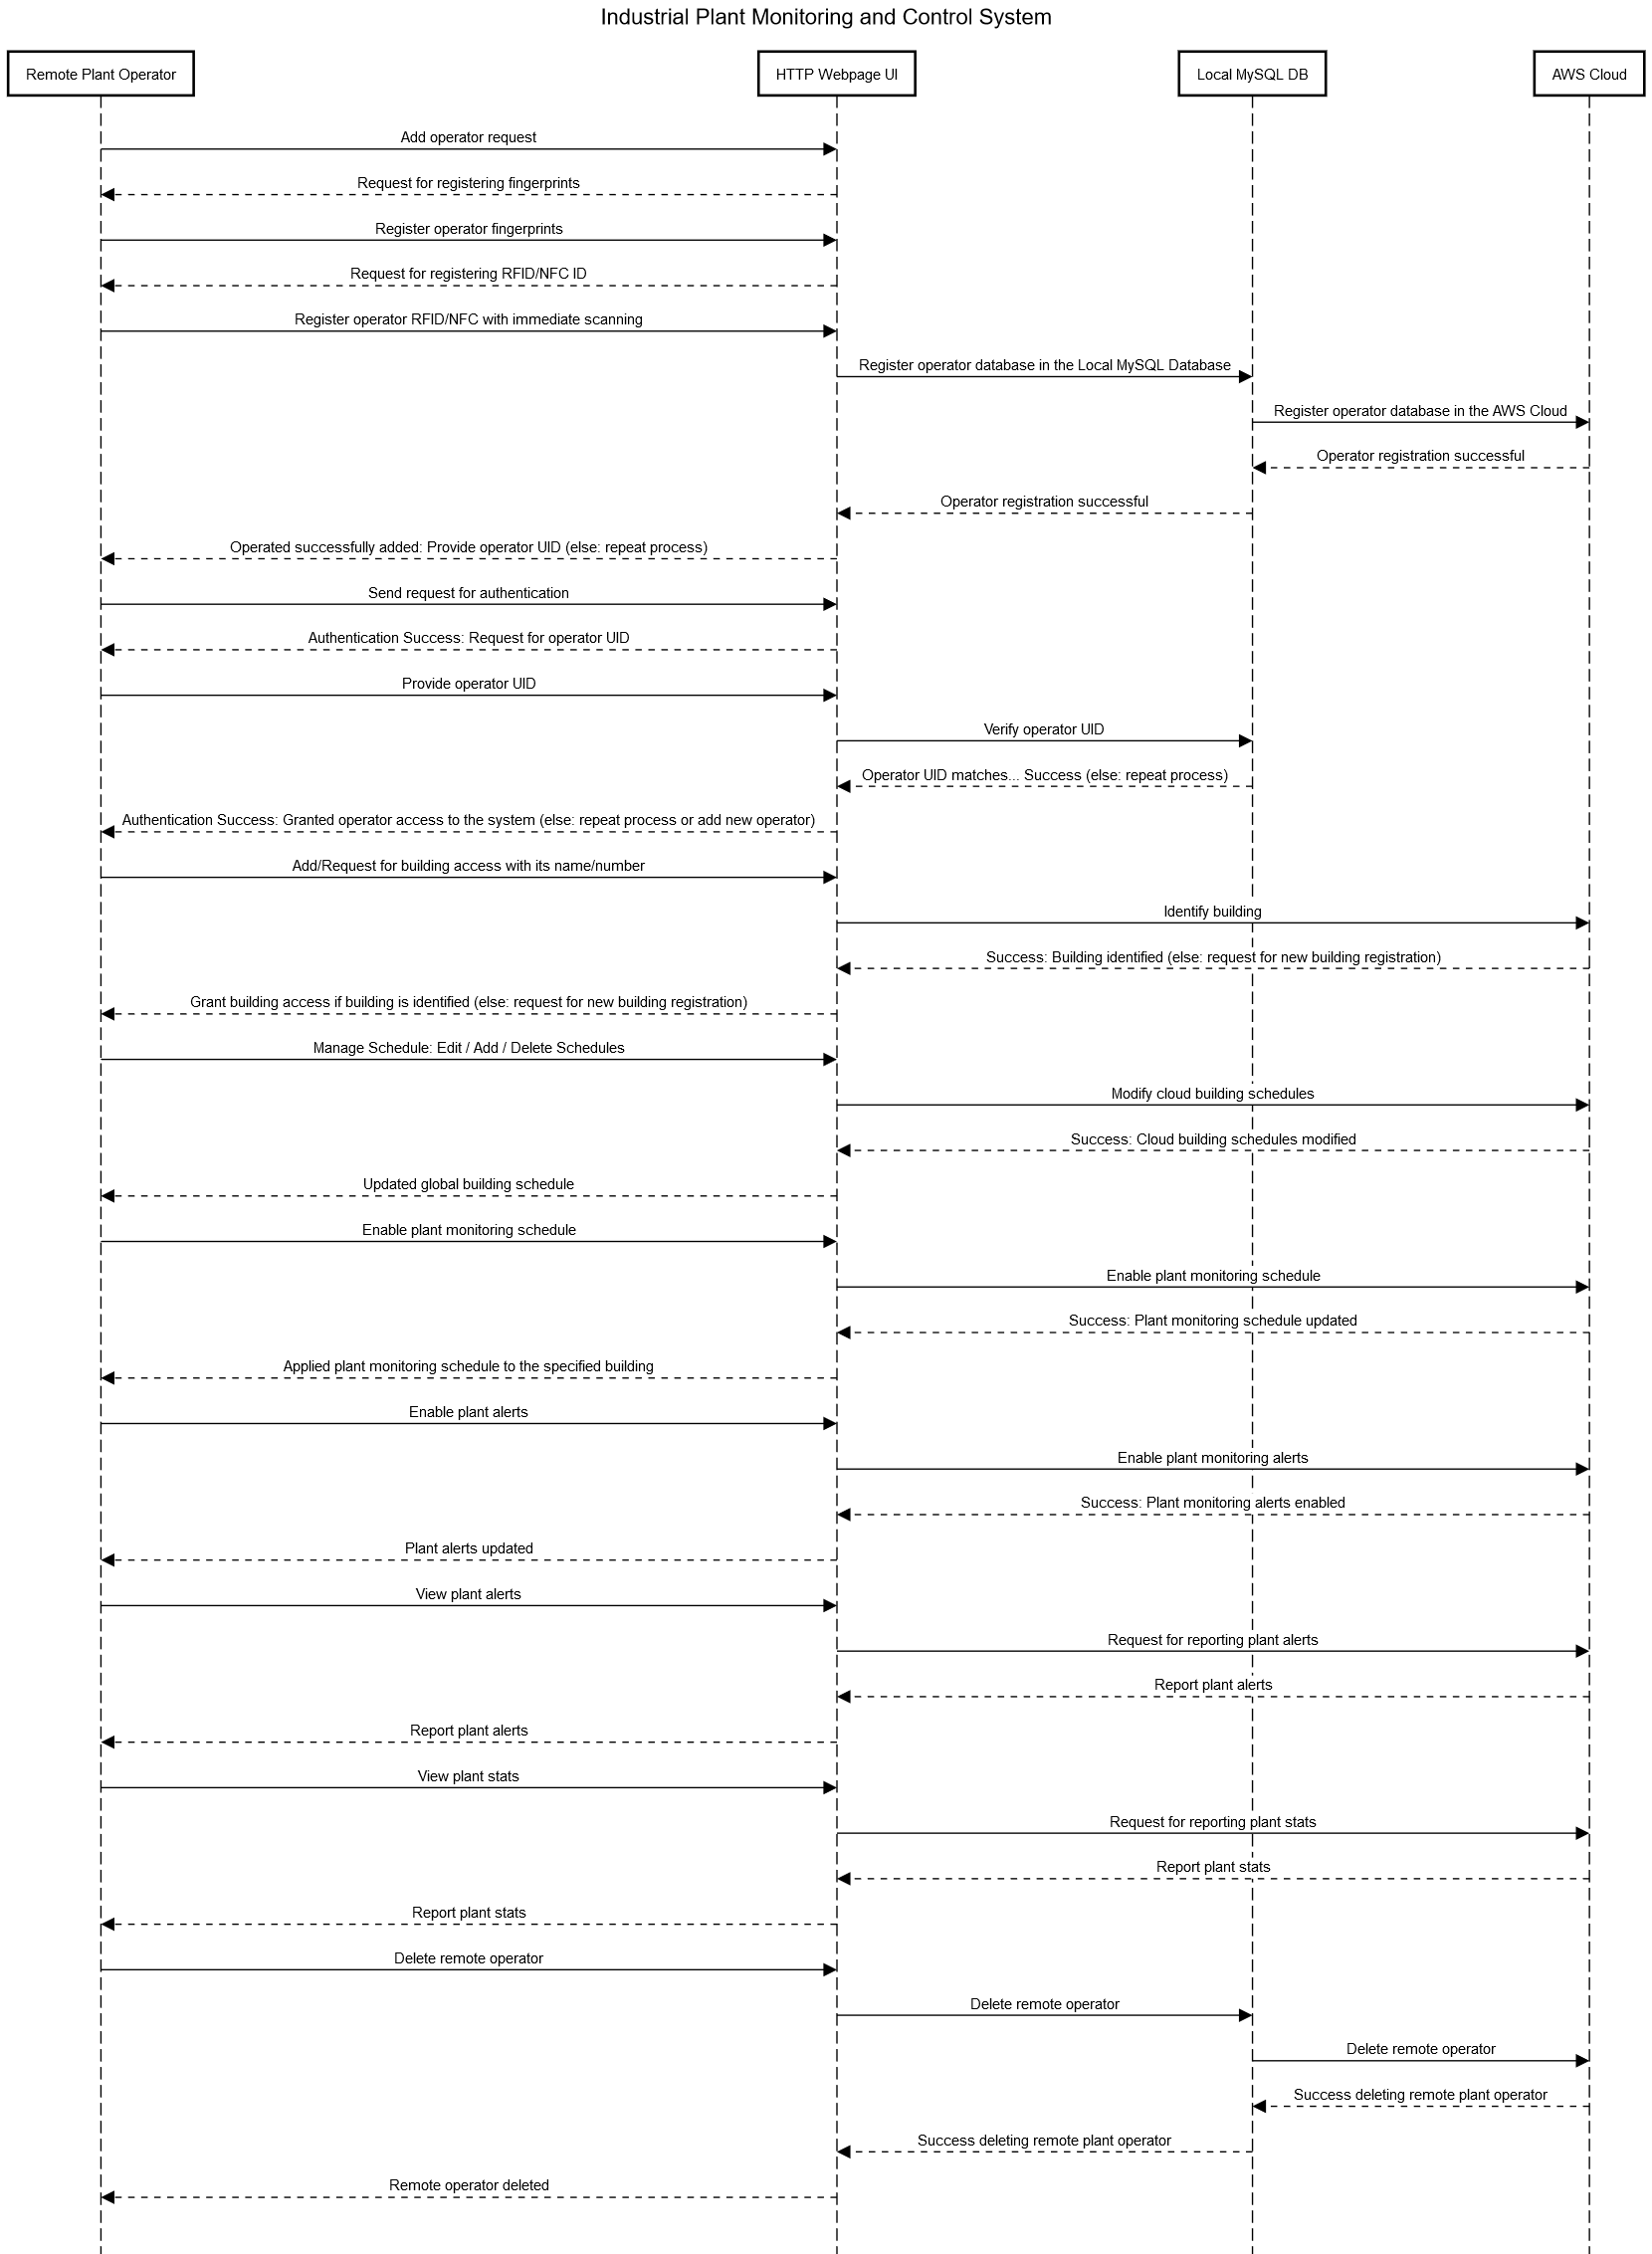 Industrial Plant Monitoring and Control System
Remote Plant Operator
HTTP Webpage UI
Local MySQL DB
AWS Cloud
Add operator request
Request for registering fingerprints
Register operator fingerprints
Request for registering RFID/NFC ID
Register operator RFID/NFC with immediate scanning
Register operator database in the Local MySQL Database
Register operator database in the AWS Cloud
Operator registration successful
Operator registration successful
Operated successfully added: Provide operator UID (else: repeat process)
Send request for authentication
Authentication Success: Request for operator UID
Provide operator UID
Verify operator UID
Operator UID matches... Success (else: repeat process)
Authentication Success: Granted operator access to the system (else: repeat process or add new operator)
Add/Request for building access with its name/number
Identify building
Success: Building identified (else: request for new building registration)
Grant building access if building is identified (else: request for new building registration)
Manage Schedule: Edit / Add / Delete Schedules
Modify cloud building schedules
Success: Cloud building schedules modified
Updated global building schedule
Enable plant monitoring schedule
Enable plant monitoring schedule
Success: Plant monitoring schedule updated
Applied plant monitoring schedule to the specified building
Enable plant alerts
Enable plant monitoring alerts
Success: Plant monitoring alerts enabled
Plant alerts updated
View plant alerts
Request for reporting plant alerts
Report plant alerts
Report plant alerts
View plant stats
Request for reporting plant stats
Report plant stats
Report plant stats
Delete remote operator
Delete remote operator
Delete remote operator
Success deleting remote plant operator
Success deleting remote plant operator
Remote operator deleted